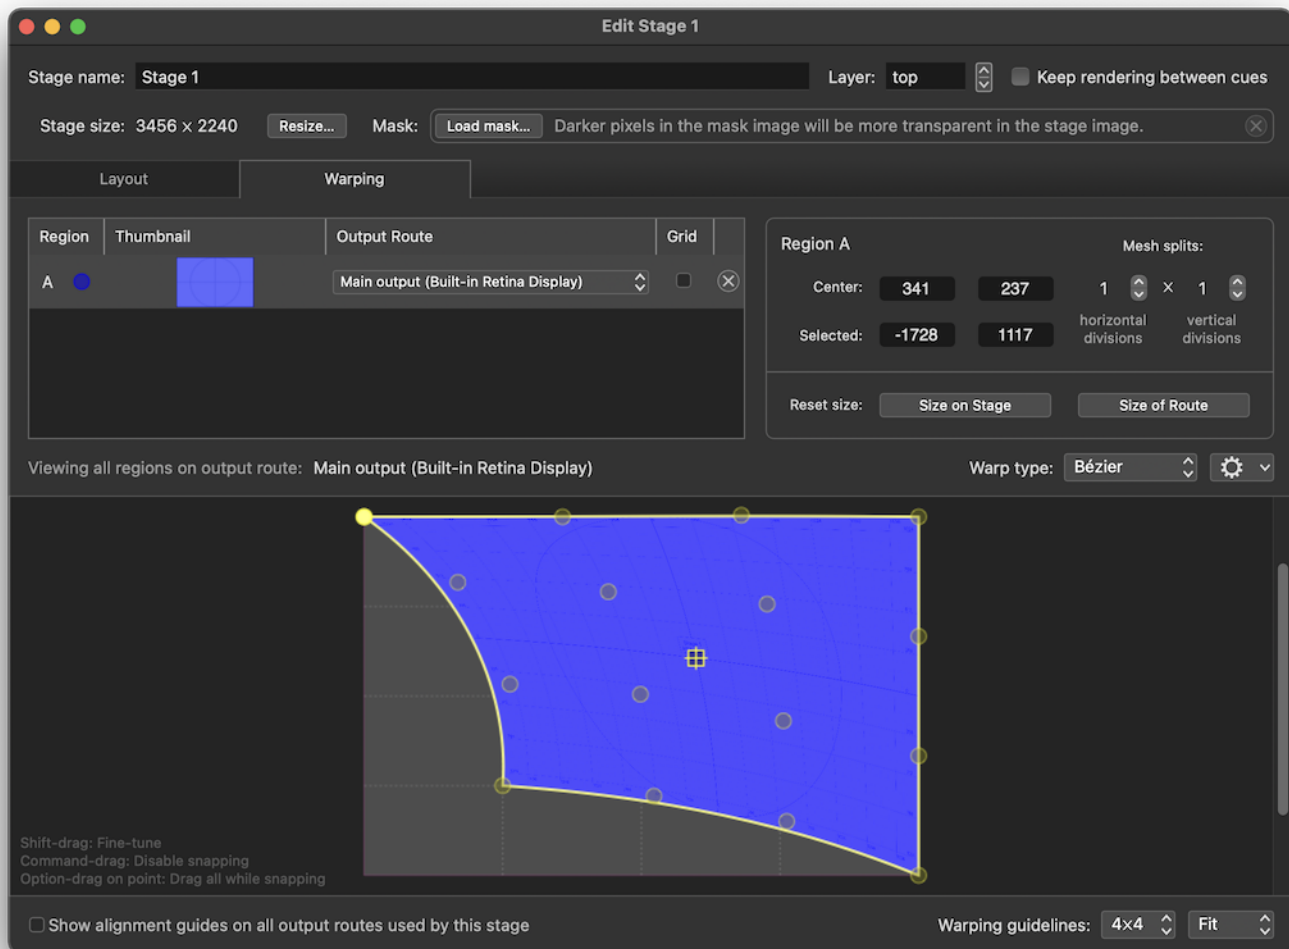 Edit Stage 1
Stage name: Stage 1 Layer: top Keep rendering between cues
Stage size: 3456 × 2240 Resize... Mask: Load mask... Darker pixels in the mask image will be more transparent in the stage image.
Layout Warping
Region Thumbnail Output Route Grid
A Main output (Built-in Retina Display)
Region A Mesh splits:
Center: 341 237 1 × 1
horizontal divisions vertical divisions
Selected: -1728 1117
Reset size: Size on Stage Size of Route
Viewing all regions on output route: Main output (Built-in Retina Display) Warp type: Bézier
Shift-drag: Fine-tune
Command-drag: Disable snapping
Option-drag on point: Drag all while snapping
Show alignment guides on all output routes used by this stage Warping guidelines: 4×4 Fit